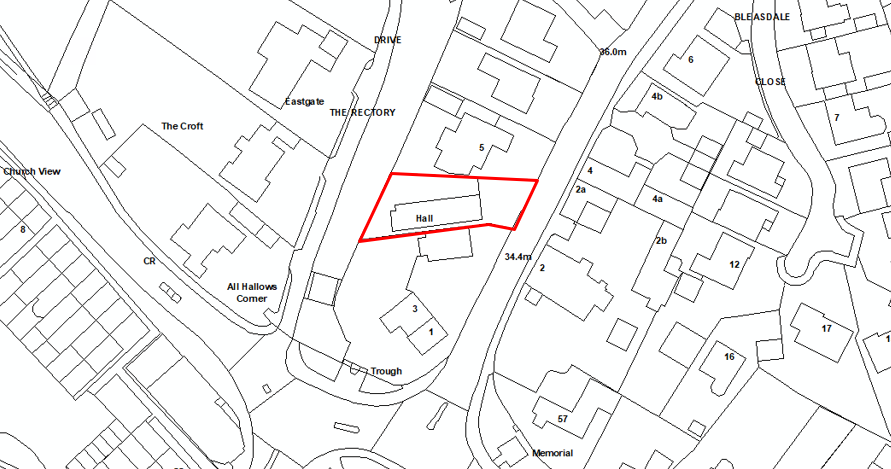 BLEASDALE
DRIVE
36.0m
6
CLOSE
4b
Eastgate
THE RECTORY
7
The Croft
5
Church View
4
2a
4a
Hall
8
2b
34.4m
CR
2
12
All Hallows
Corner
3
17
1
16
Trough
57
Memorial